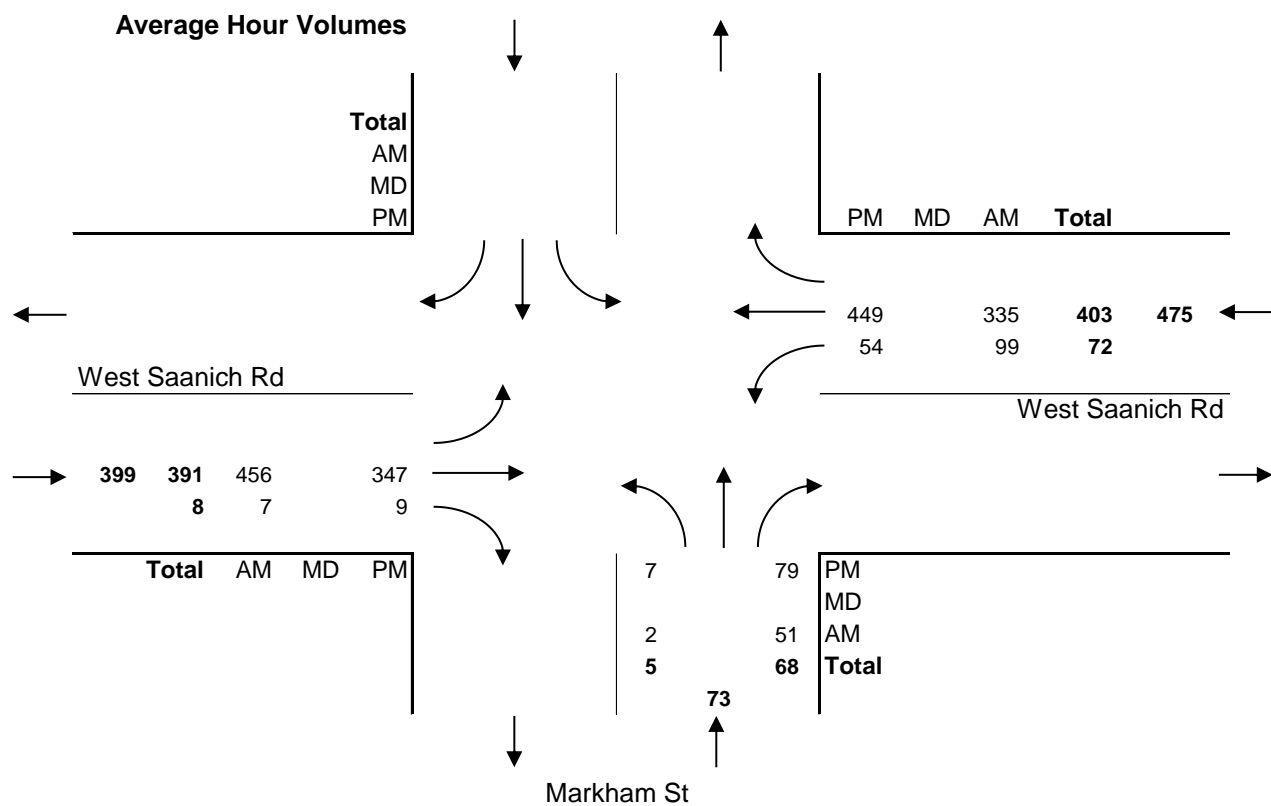 Average Hour Volumes
Total
AM
MD
PM
PM MD AM Total
449 335 403 475
54 99 72
West Saanich Rd
West Saanich Rd
399 391 456 347
8 7 9
Total AM MD PM
7 79 PM
MD
2 51 AM
5 68 Total
73
Markham St